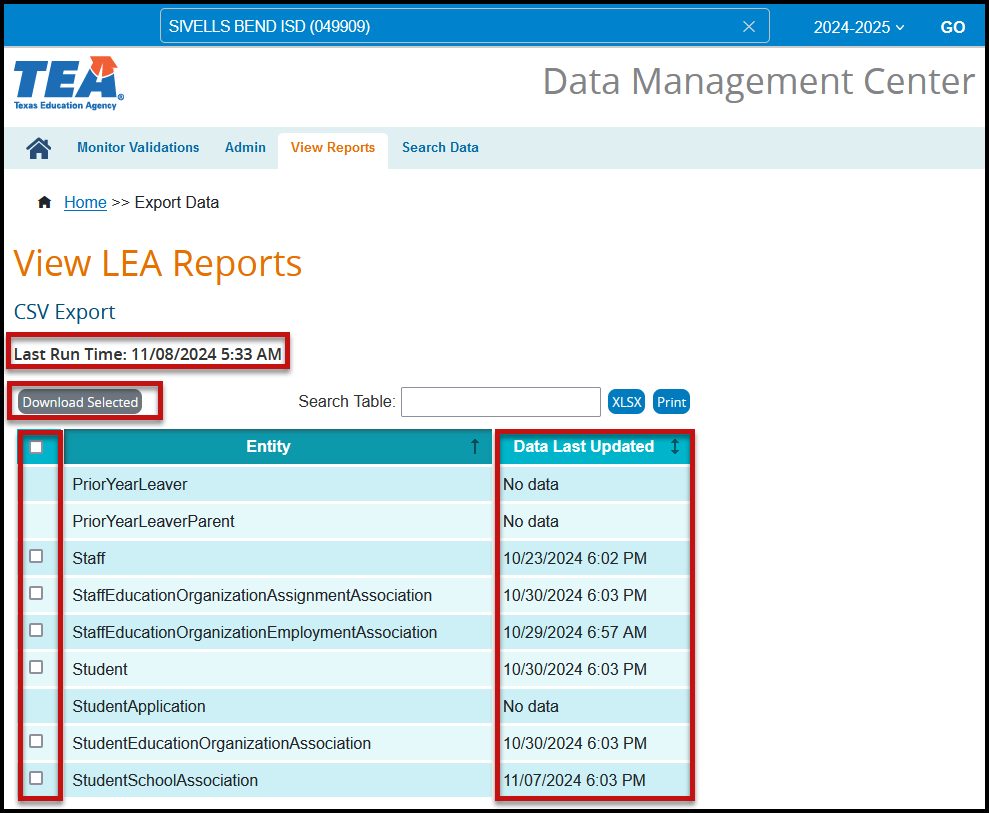 SIVELLS BEND ISD (049909) 2024-2025 GO
TEA®
Texas Education Agency
Data Management Center
Monitor Validations Admin View Reports Search Data
Home >> Export Data
View LEA Reports
CSV Export
Last Run Time: 11/08/2024 5:33 AM
Download Selected Search Table: XLSX Print
Entity Data Last Updated
PriorYearLeaver No data
PriorYearLeaverParent No data
Staff 10/23/2024 6:02 PM
StaffEducationOrganizationAssignmentAssociation 10/30/2024 6:03 PM
StaffEducationOrganizationEmploymentAssociation 10/29/2024 6:57 AM
Student 10/30/2024 6:03 PM
StudentApplication No data
StudentEducationOrganizationAssociation 10/30/2024 6:03 PM
StudentSchoolAssociation 11/07/2024 6:03 PM